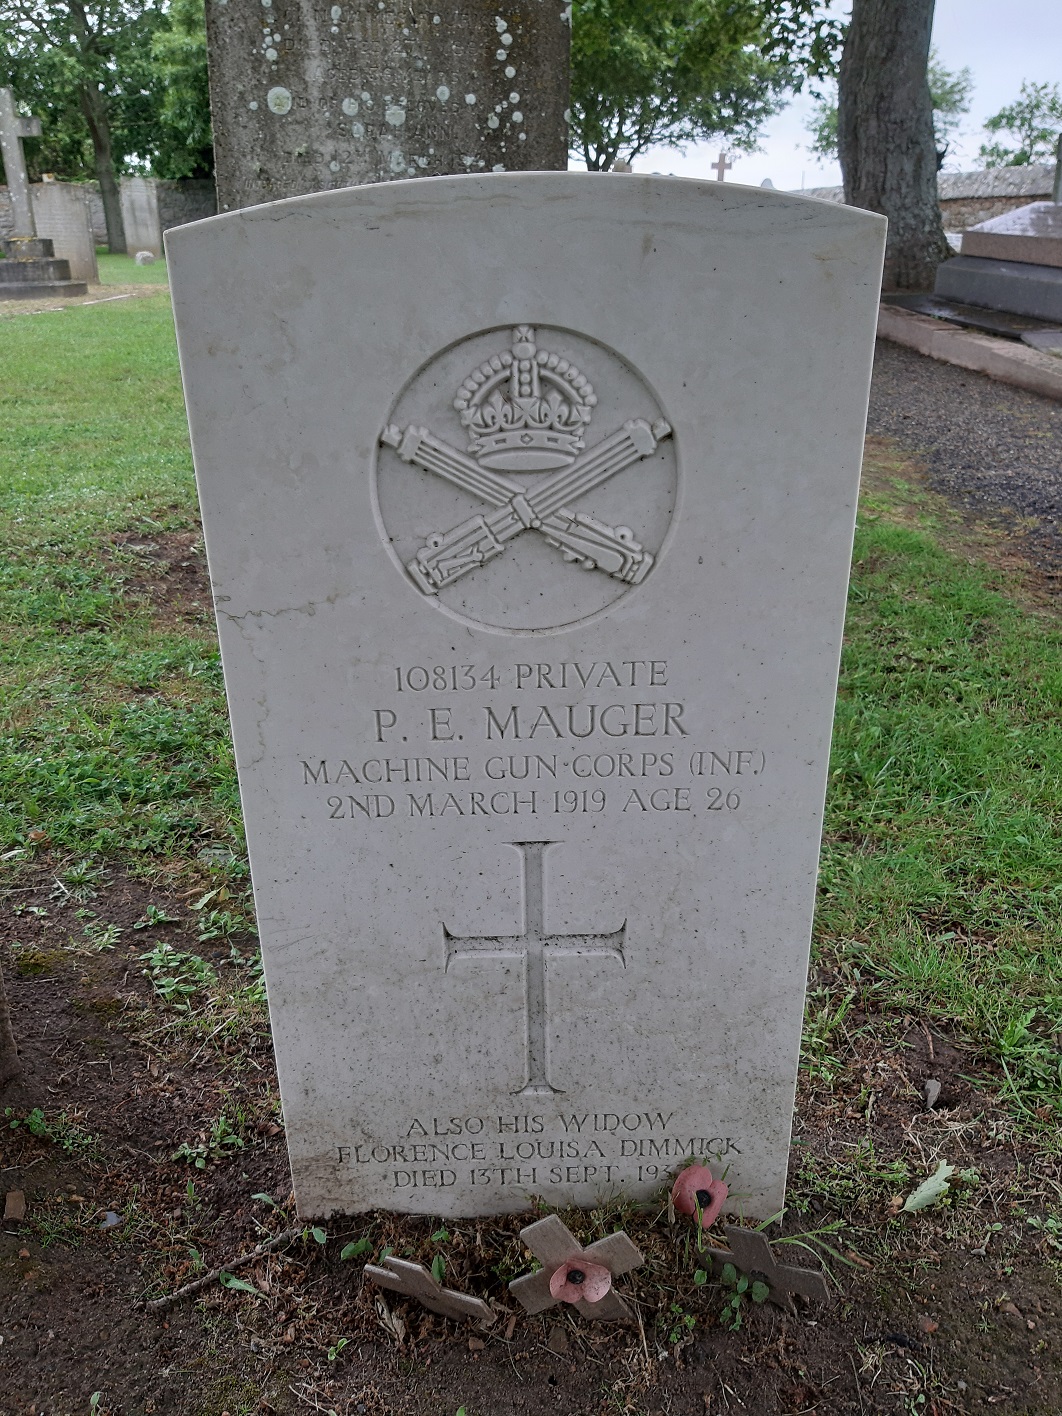 108134 PRIVATE
P. E. MAUGER
MACHINE GUN CORPS (INF.)
2ND MARCH 1919 AGE 26
ALSO HIS WIDOW
FLORENCE LOUISA DIMMICK
DIED 13TH SEPT.